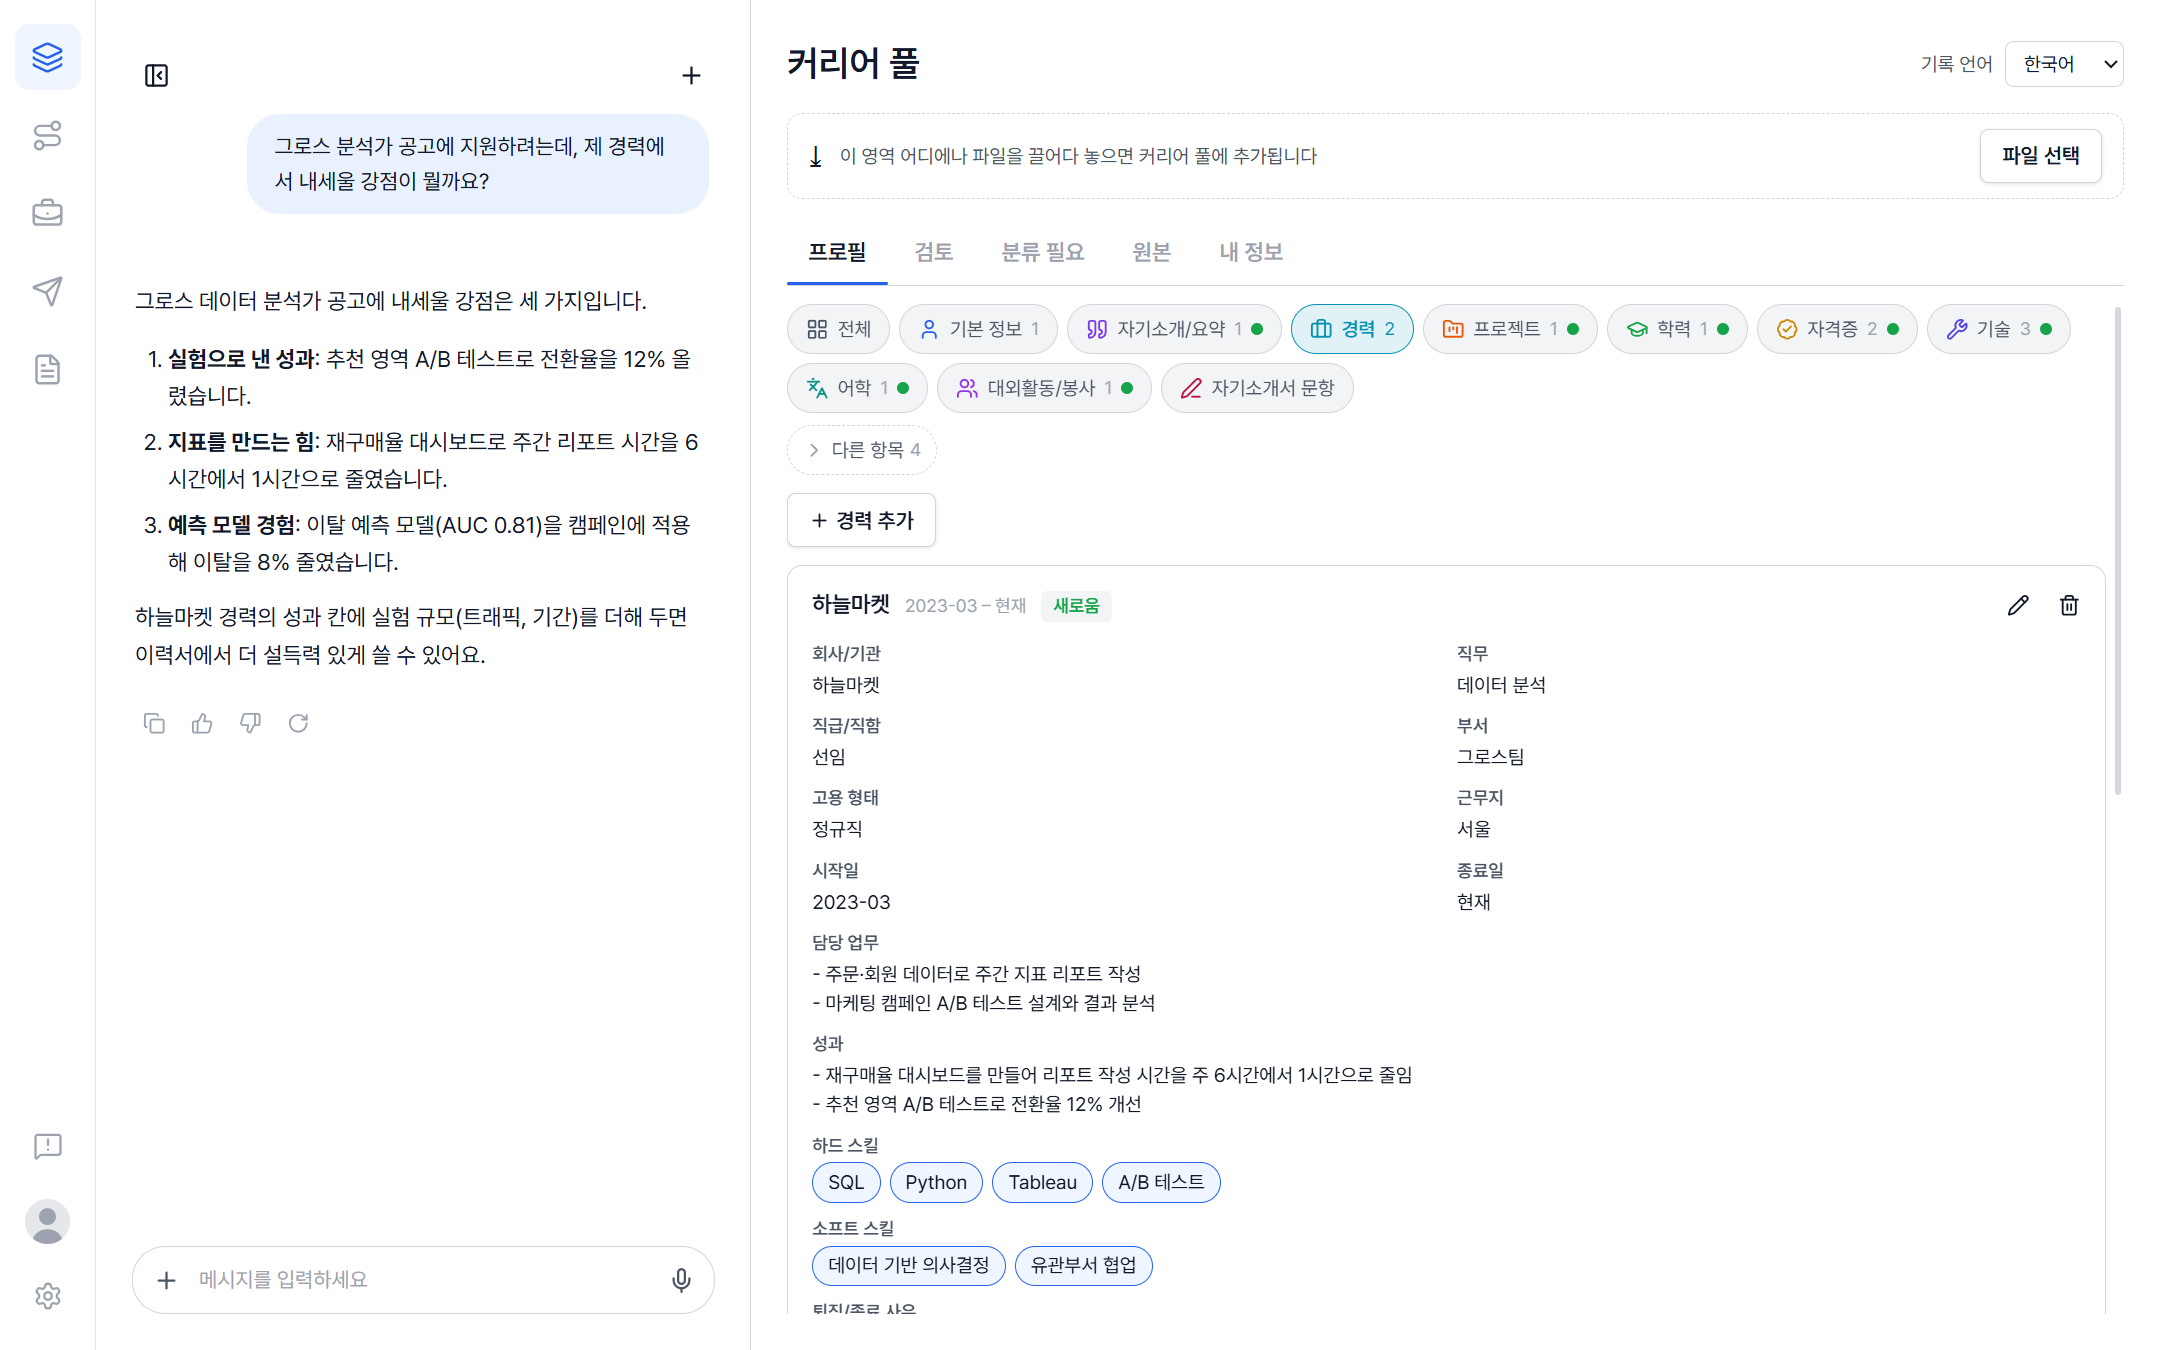 그로스 분석가 공고에 지원하려는데, 제 경력에
서 내세울 강점이 뭘까요?
그로스 데이터 분석가 공고에 내세울 강점은 세 가지입니다.
1. 실험으로 낸 성과: 추천 영역 A/B 테스트로 전환율을 12% 올
렸습니다.
2. 지표를 만드는 힘: 재구매율 대시보드로 주간 리포트 시간을 6
시간에서 1시간으로 줄였습니다.
3. 예측 모델 경험: 이탈 예측 모델(AUC 0.81)을 캠페인에 적용
해 이탈을 8% 줄였습니다.
하늘마켓 경력의 성과 칸에 실험 규모(트래픽, 기간)를 더해 두면
이력서에서 더 설득력 있게 쓸 수 있어요.
메시지를 입력하세요
커리어 풀
기록 언어 한국어
이 영역 어디에나 파일을 끌어다 놓으면 커리어 풀에 추가됩니다
파일 선택
프로필 검토 분류 필요 원본 내 정보
전체 기본 정보 1 자기소개/요약 1 경력 2 프로젝트 1 학력 1 자격증 2 기술 3
어학 1 대외활동/봉사 1 자기소개서 문항
다른 항목 4
+ 경력 추가
하늘마켓 2023-03 – 현재 새로움
회사/기관 직무
하늘마켓 데이터 분석
직급/직함 부서
선임 그로스팀
고용 형태 근무지
정규직 서울
시작일 종료일
2023-03 현재
담당 업무
- 주문·회원 데이터로 주간 지표 리포트 작성
- 마케팅 캠페인 A/B 테스트 설계와 결과 분석
성과
- 재구매율 대시보드를 만들어 리포트 작성 시간을 주 6시간에서 1시간으로 줄임
- 추천 영역 A/B 테스트로 전환율 12% 개선
하드 스킬
SQL Python Tableau A/B 테스트
소프트 스킬
데이터 기반 의사결정 유관부서 협업
퇴직/종료 사유